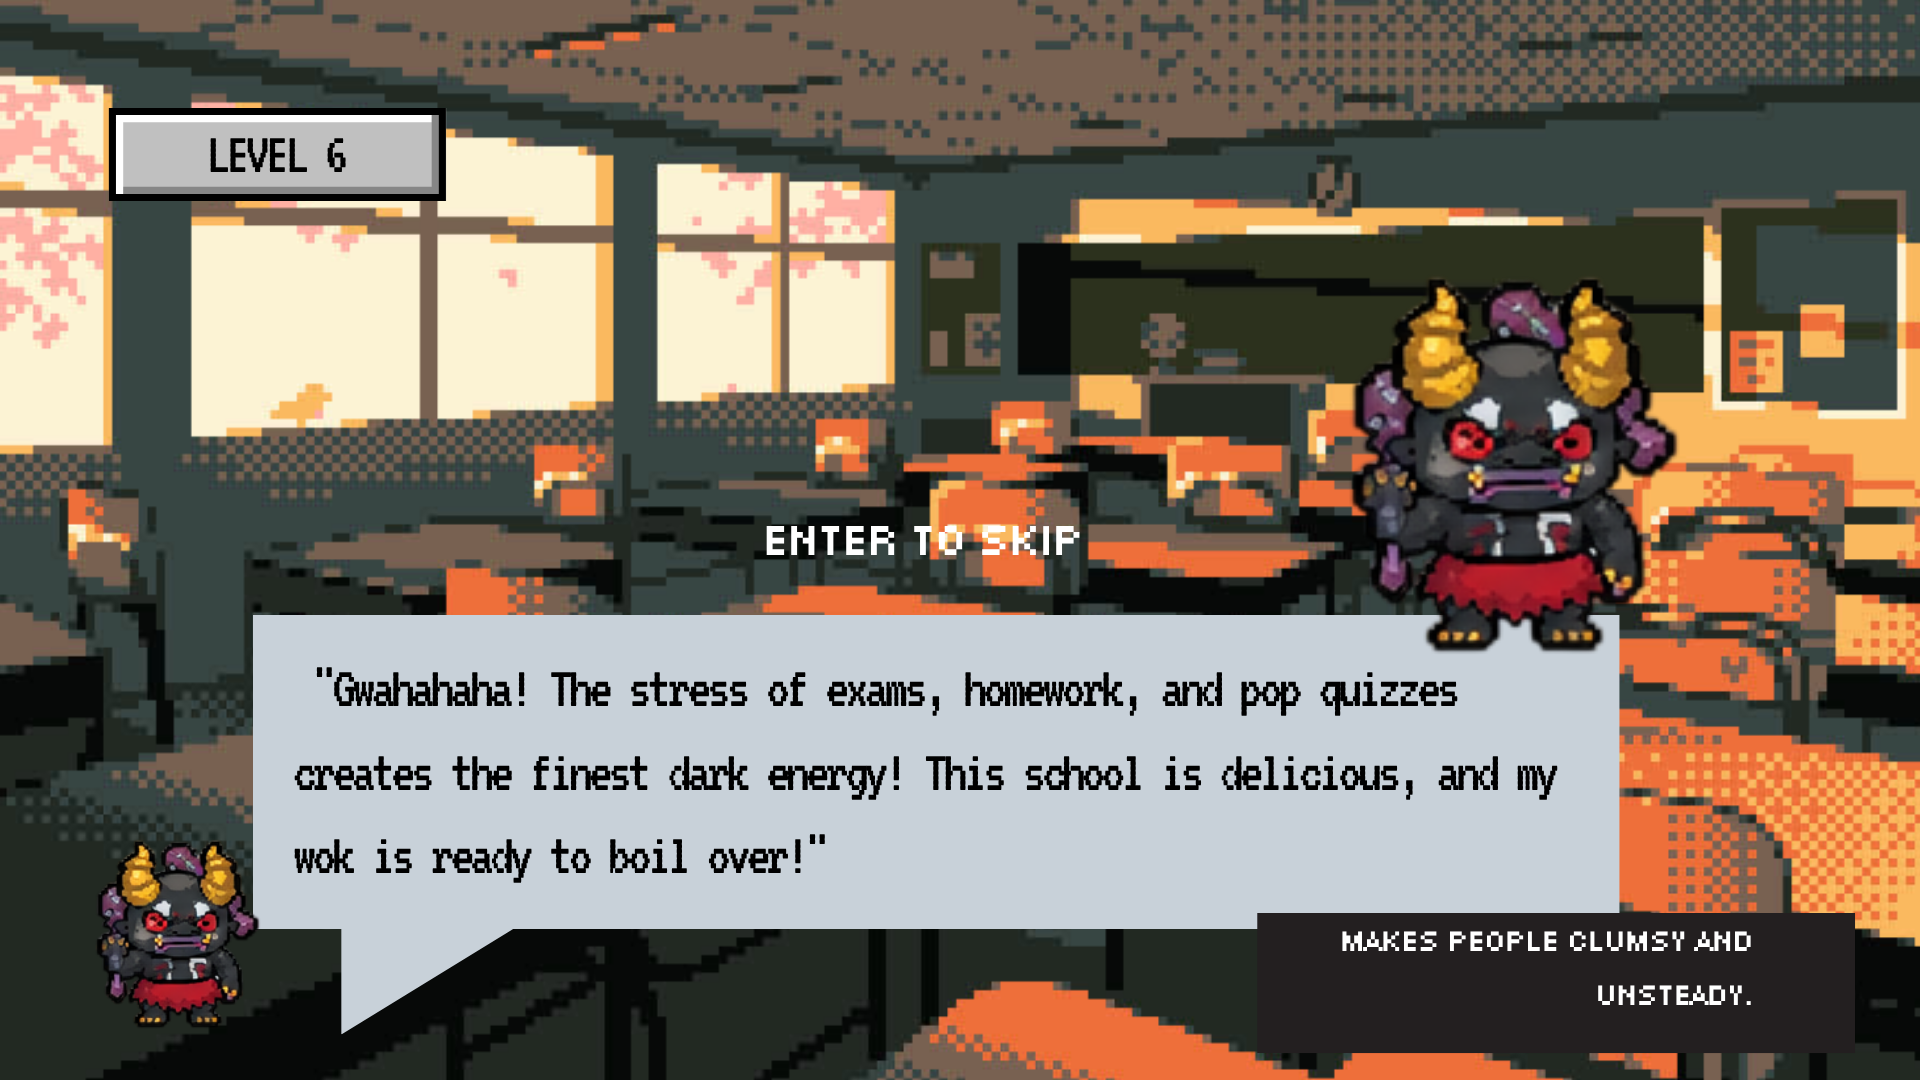 LEVEL 6
ENTER TO SKIP
"Gwahahaha! The stress of exams, homework, and pop quizzes
creates the finest dark energy! This school is delicious, and my
wok is ready to boil over!"
MAKES PEOPLE CLUMSY AND
UNSTEADY.